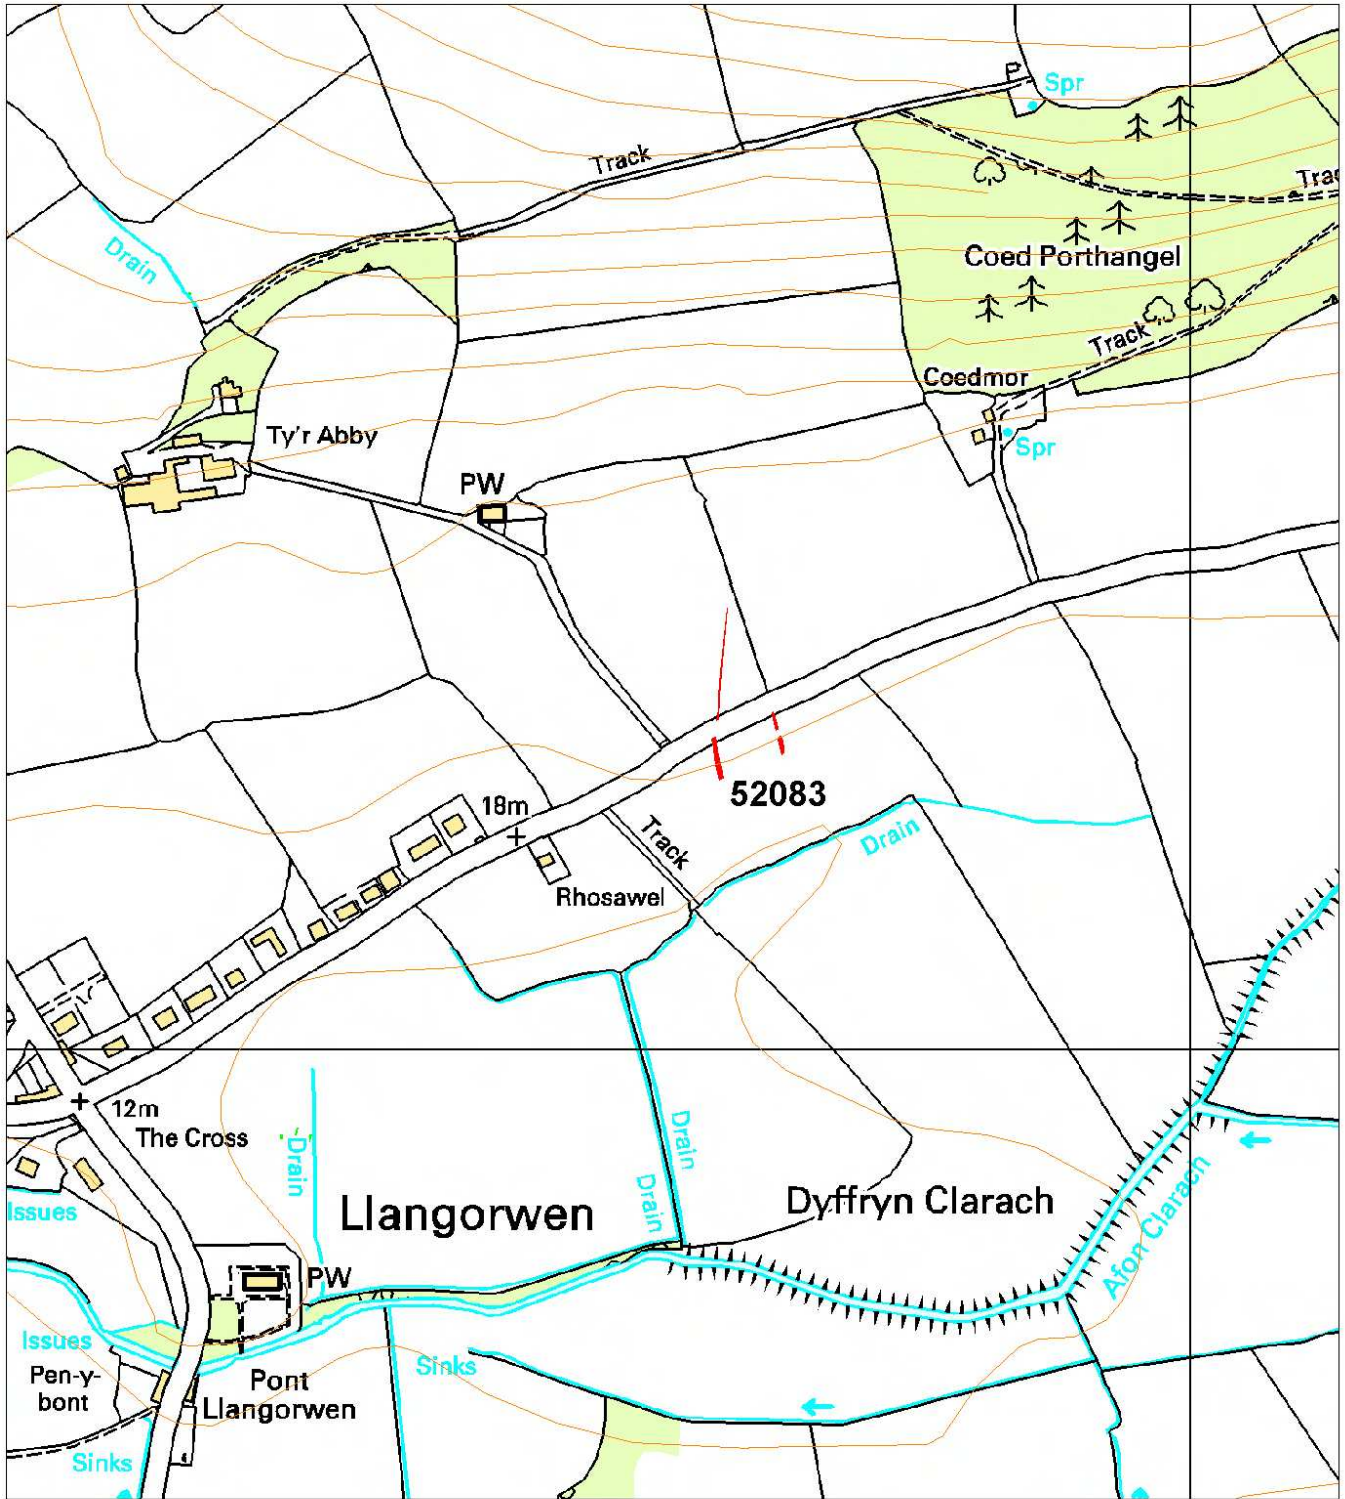 Spr
Track
Trac
Drain
Coed Porthangel
Track
Coedmor
Ty'r Abby
Spr
PW
52083
18m
Track
Drain
Rhosawel
12m
The Cross
Drain
Drain
Drain
Issues
Llangorwen
Dyffryn Clarach
Afon Clarach
PW
Issues
Sinks
Pen-y-
bont
Pont
Llangorwen
Sinks